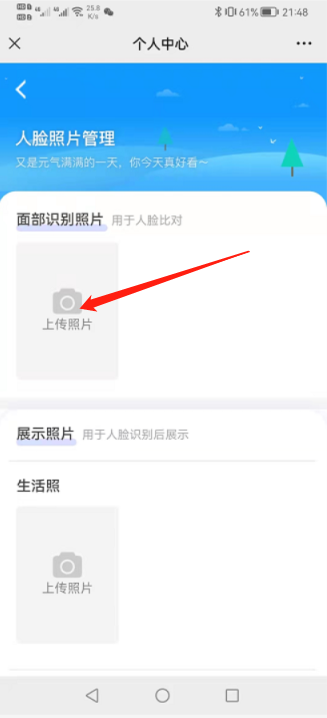 25.8 K/s 61% 21:48
个人中心
人脸照片管理
又是元气满满的一天，你今天真好看～
面部识别照片 用于人脸比对
上传照片
展示照片 用于人脸识别后展示
生活照
上传照片